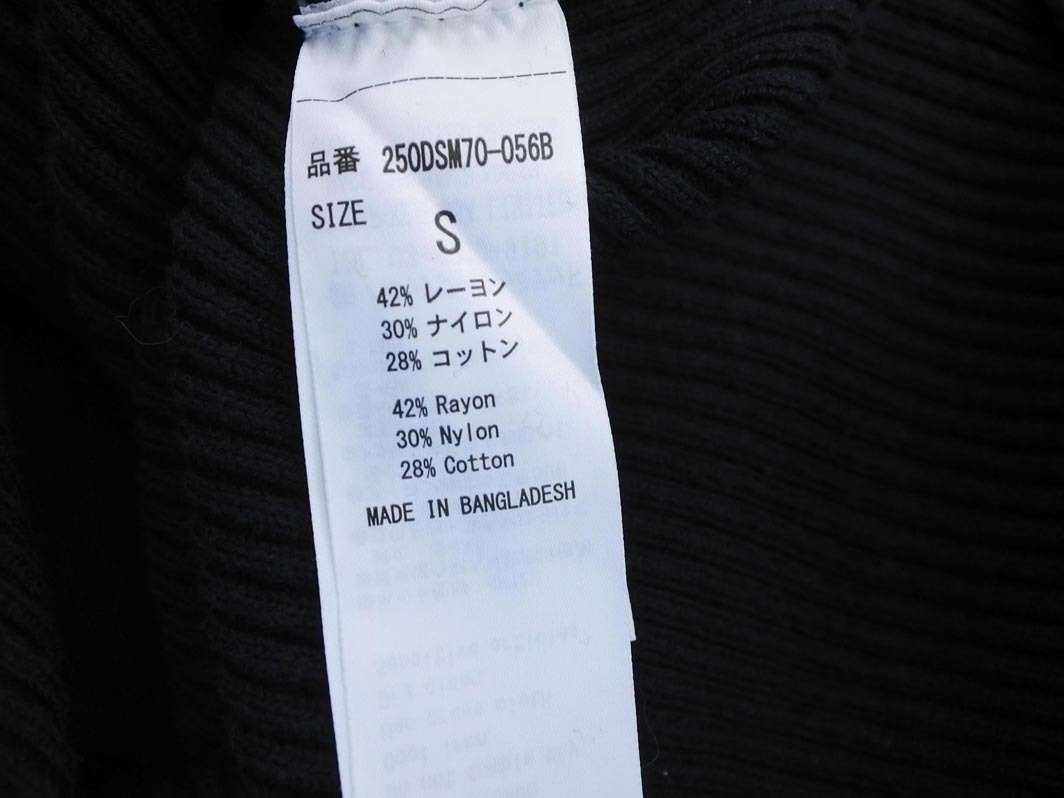 品番 250DSM70-056B
SIZE S
42% レーヨン
30% ナイロン
28% コットン
42% Rayon
30% Nylon
28% Cotton
MADE IN BANGLADESH